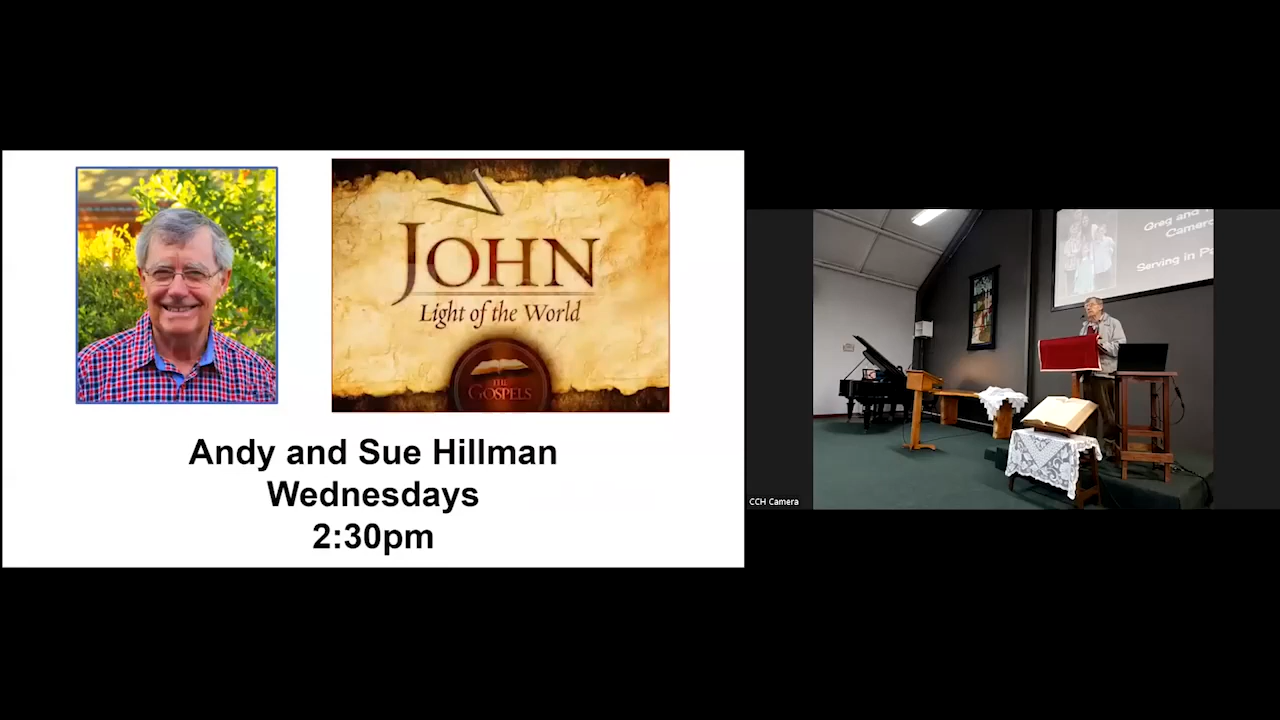 JOHN
Light of the World
THE
GOSPELS
Andy and Sue Hillman
Wednesdays
2:30pm
Greg and
Camero
Serving in Po
CCH Camera